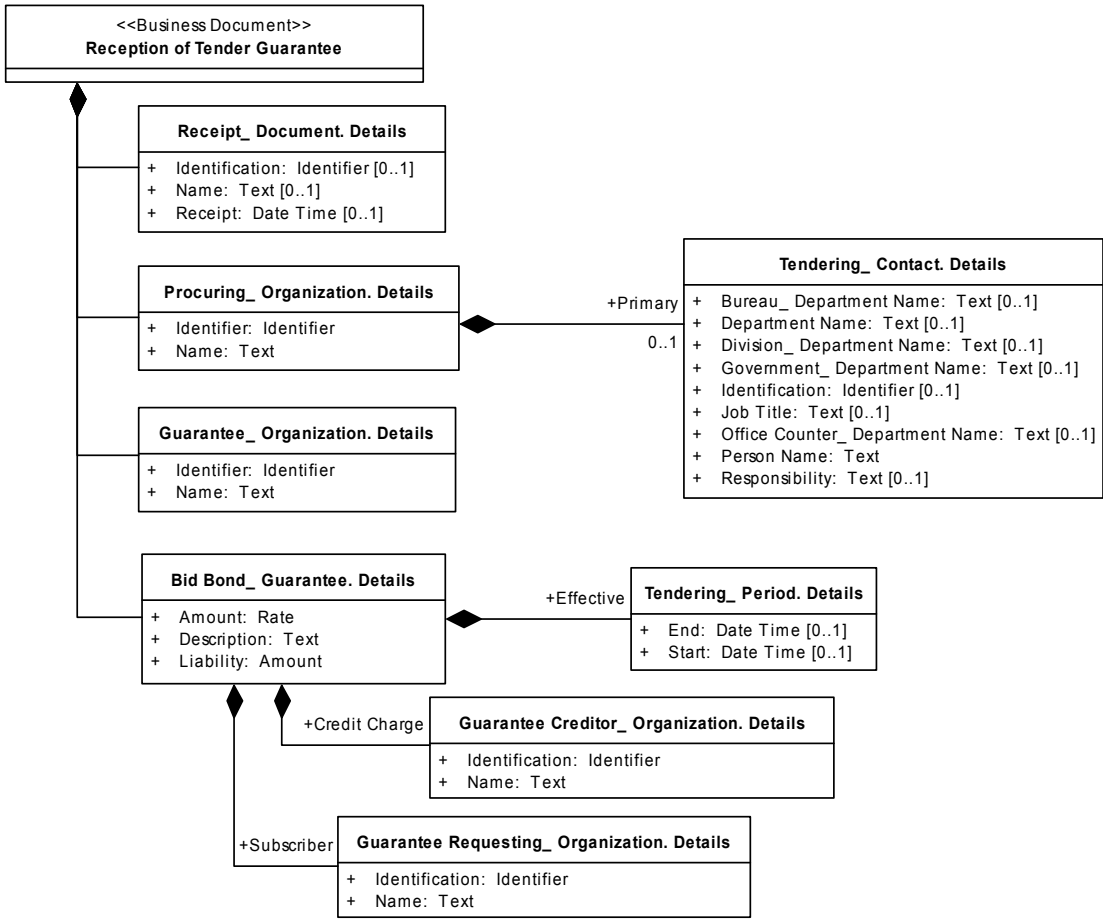 <<Business Document>>
Reception of Tender Guarantee
Receipt_ Document. Details
+ Identification: Identifier [0..1]
+ Name: Text [0..1]
+ Receipt: Date Time [0..1]
Procuring_ Organization. Details
+ Identifier: Identifier
+ Name: Text
+Primary
0..1
Tendering_ Contact. Details
+ Bureau_ Department Name: Text [0..1]
+ Department Name: Text [0..1]
+ Division_ Department Name: Text [0..1]
+ Government_ Department Name: Text [0..1]
+ Identification: Identifier [0..1]
+ Job Title: Text [0..1]
+ Office Counter_ Department Name: Text [0..1]
+ Person Name: Text
+ Responsibility: Text [0..1]
Guarantee_ Organization. Details
+ Identifier: Identifier
+ Name: Text
Bid Bond_ Guarantee. Details
+ Amount: Rate
+ Description: Text
+ Liability: Amount
+Effective
Tendering_ Period. Details
+ End: Date Time [0..1]
+ Start: Date Time [0..1]
+Credit Charge
Guarantee Creditor_ Organization. Details
+ Identification: Identifier
+ Name: Text
+Subscriber
Guarantee Requesting_ Organization. Details
+ Identification: Identifier
+ Name: Text